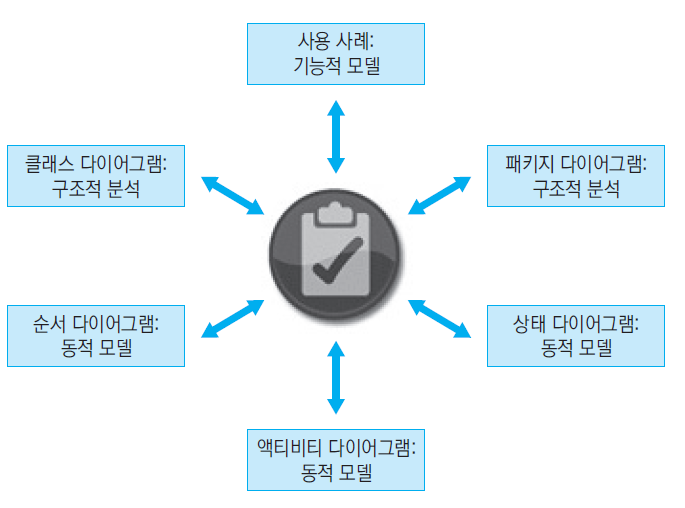 사용 사례:
기능적 모델
클래스 다이어그램:
구조적 분석
패키지 다이어그램:
구조적 분석
순서 다이어그램:
동적 모델
상태 다이어그램:
동적 모델
액티비티 다이어그램:
동적 모델